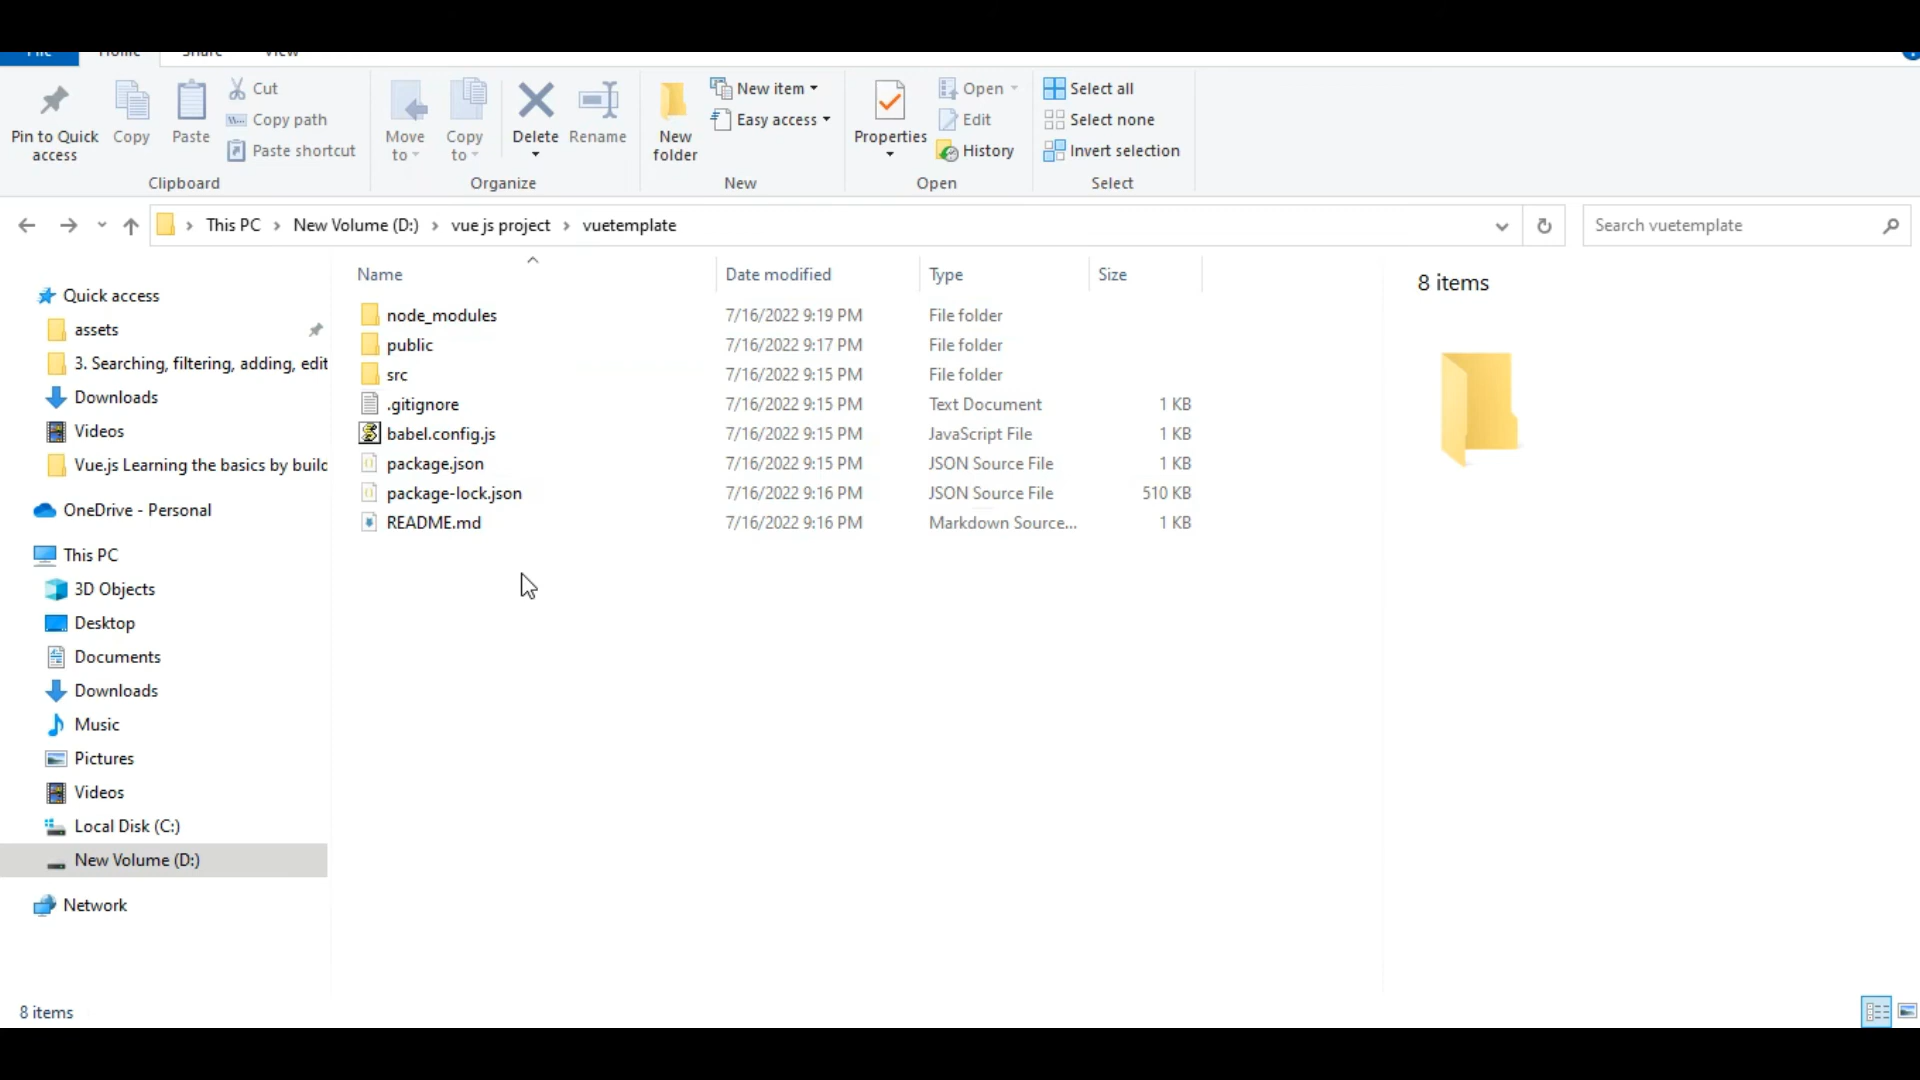 File Home Share View
Cut
New item
Open
Select all
Copy path
Easy access
Edit
Select none
Pin to Quick access
Copy
Paste
Paste shortcut
Move to
Copy to
Delete
Rename
New folder
Properties
History
Invert selection
Clipboard
Organize
New
Open
Select
This PC > New Volume (D:) > vue js project > vuetemplate
Search vuetemplate
Name Date modified Type Size
8 items
Quick access
assets
3. Searching, filtering, adding, edit
Downloads
Videos
Vue.js Learning the basics by builc
OneDrive - Personal
This PC
3D Objects
Desktop
Documents
Downloads
Music
Pictures
Videos
Local Disk (C:)
New Volume (D:)
Network
node_modules 7/16/2022 9:19 PM File folder
public 7/16/2022 9:17 PM File folder
src 7/16/2022 9:15 PM File folder
.gitignore 7/16/2022 9:15 PM Text Document 1 KB
babel.config.js 7/16/2022 9:15 PM JavaScript File 1 KB
package.json 7/16/2022 9:15 PM JSON Source File 1 KB
package-lock.json 7/16/2022 9:16 PM JSON Source File 510 KB
README.md 7/16/2022 9:16 PM Markdown Source... 1 KB
8 items